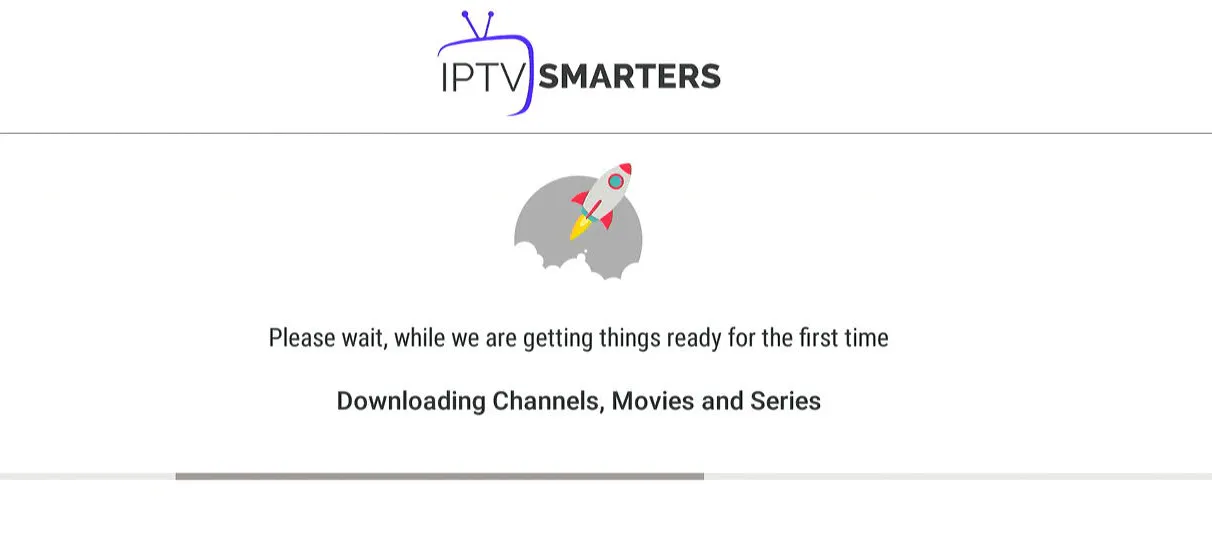 IPTV SMARTERS
Please wait, while we are getting things ready for the first time
Downloading Channels, Movies and Series